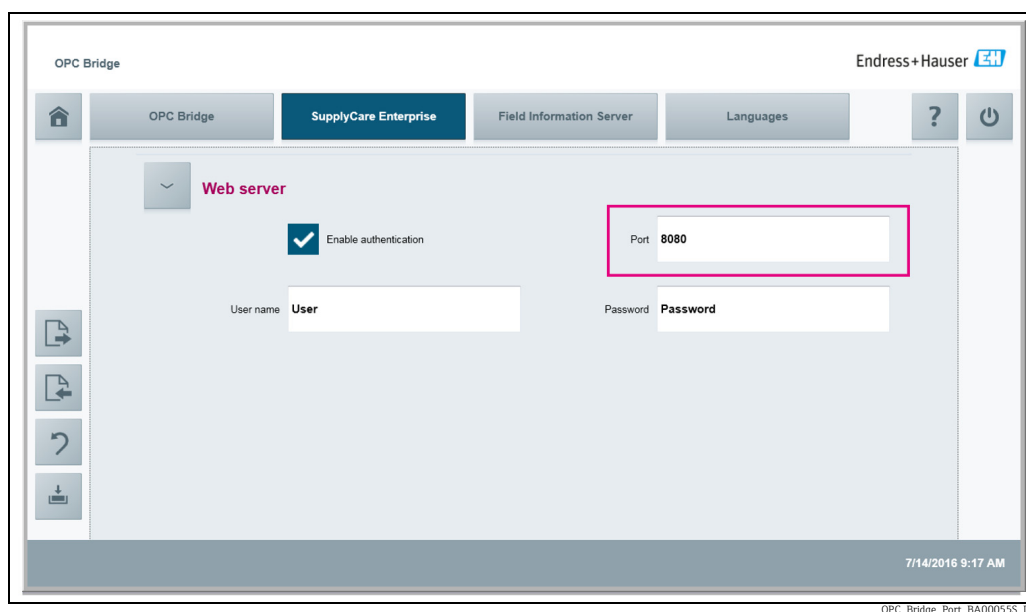 OPC Bridge
Endress+Hauser EH
OPC Bridge SupplyCare Enterprise Field Information Server Languages ?
Web server
Enable authentication Port 8080
User name User Password Password
7/14/2016 9:17 AM